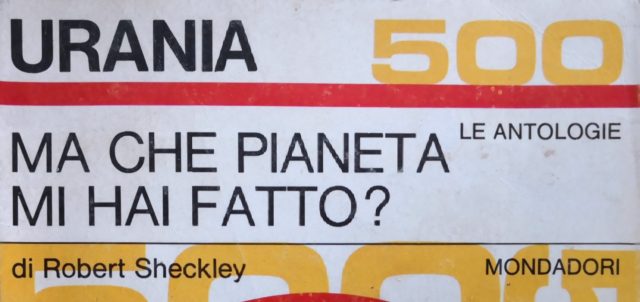 URANIA 500
LE ANTOLOGIE
MA CHE PIANETA
MI HAI FATTO?
di Robert Sheckley MONDADORI